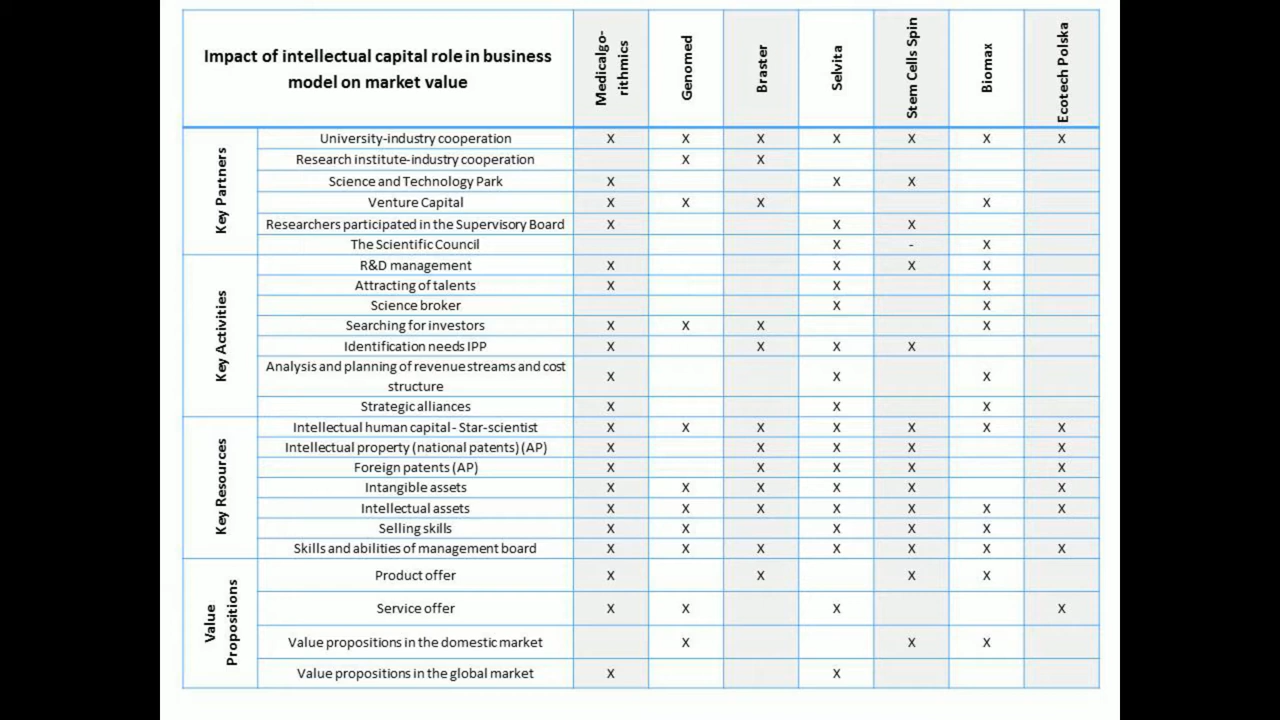 Impact of intellectual capital role in business
model on market value
Medicalgo-
rithmics
Genomed
Braster
Selvita
Stem Cells Spin
Biomax
Ecotech Polska
Key Partners
University-industry cooperation X X X X X X X
Research institute-industry cooperation X X
Science and Technology Park X X X
Venture Capital X X X X
Researchers participated in the Supervisory Board X X X
The Scientific Council X - X
Key Activities
R&D management X X X X
Attracting of talents X X X
Science broker X X
Searching for investors X X X X
Identification needs IPP X X X X
Analysis and planning of revenue streams and cost
structure X X X
Strategic alliances X X X
Key Resources
Intellectual human capital - Star-scientist X X X X X X X
Intellectual property (national patents) (AP) X X X X X
Foreign patents (AP) X X X X X
Intangible assets X X X X X X
Intellectual assets X X X X X X X
Selling skills X X X X X
Skills and abilities of management board X X X X X X X
Value
Propositions
Product offer X X X X
Service offer X X X X
Value propositions in the domestic market X X X
Value propositions in the global market X X